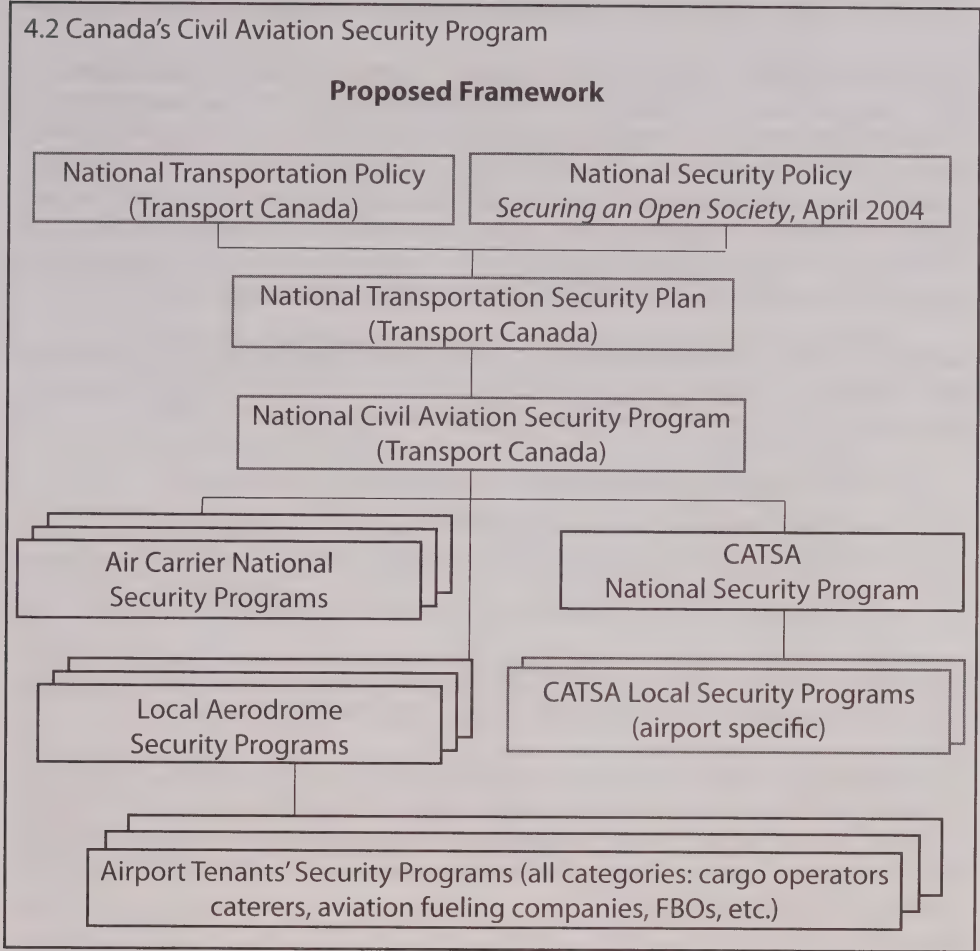 4.2 Canada's Civil Aviation Security Program
Proposed Framework
National Transportation Policy
(Transport Canada)
National Security Policy
Securing an Open Society, April 2004
National Transportation Security Plan
(Transport Canada)
National Civil Aviation Security Program
(Transport Canada)
Air Carrier National
Security Programs
CATSA
National Security Program
Local Aerodrome
Security Programs
CATSA Local Security Programs
(airport specific)
Airport Tenants' Security Programs (all categories: cargo operators
caterers, aviation fueling companies, FBOs, etc.)